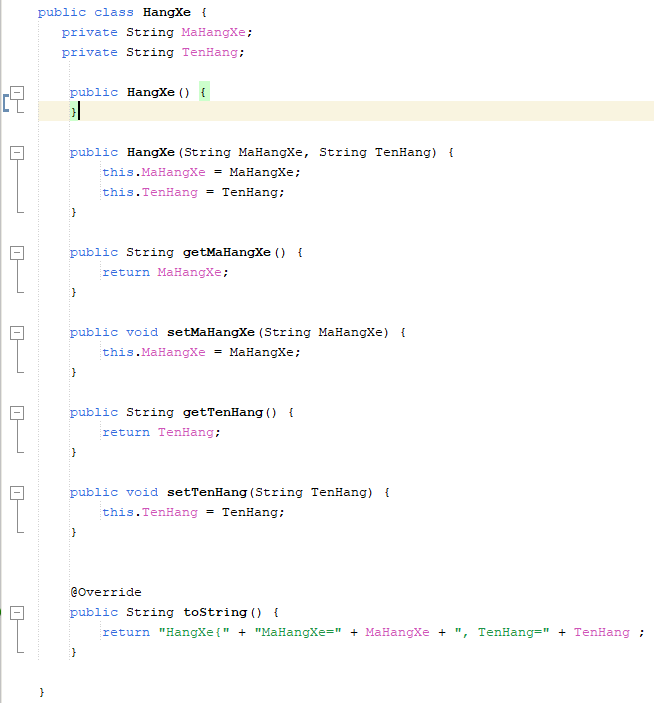 public class HangXe {
private String MaHangXe;
private String TenHang;
public HangXe() {
}
public HangXe(String MaHangXe, String TenHang) {
this.MaHangXe = MaHangXe;
this.TenHang = TenHang;
}
public String getMaHangXe() {
return MaHangXe;
}
public void setMaHangXe(String MaHangXe) {
this.MaHangXe = MaHangXe;
}
public String getTenHang() {
return TenHang;
}
public void setTenHang(String TenHang) {
this.TenHang = TenHang;
}
@Override
public String toString() {
return "HangXe{" + "MaHangXe=" + MaHangXe + ", TenHang=" + TenHang ;
}
}